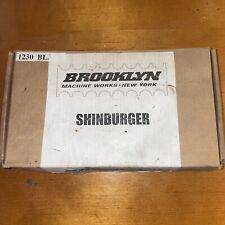 1230 BL.
BROOKLYN
MACHINE WORKS • NEW YORK
SHINBURGER